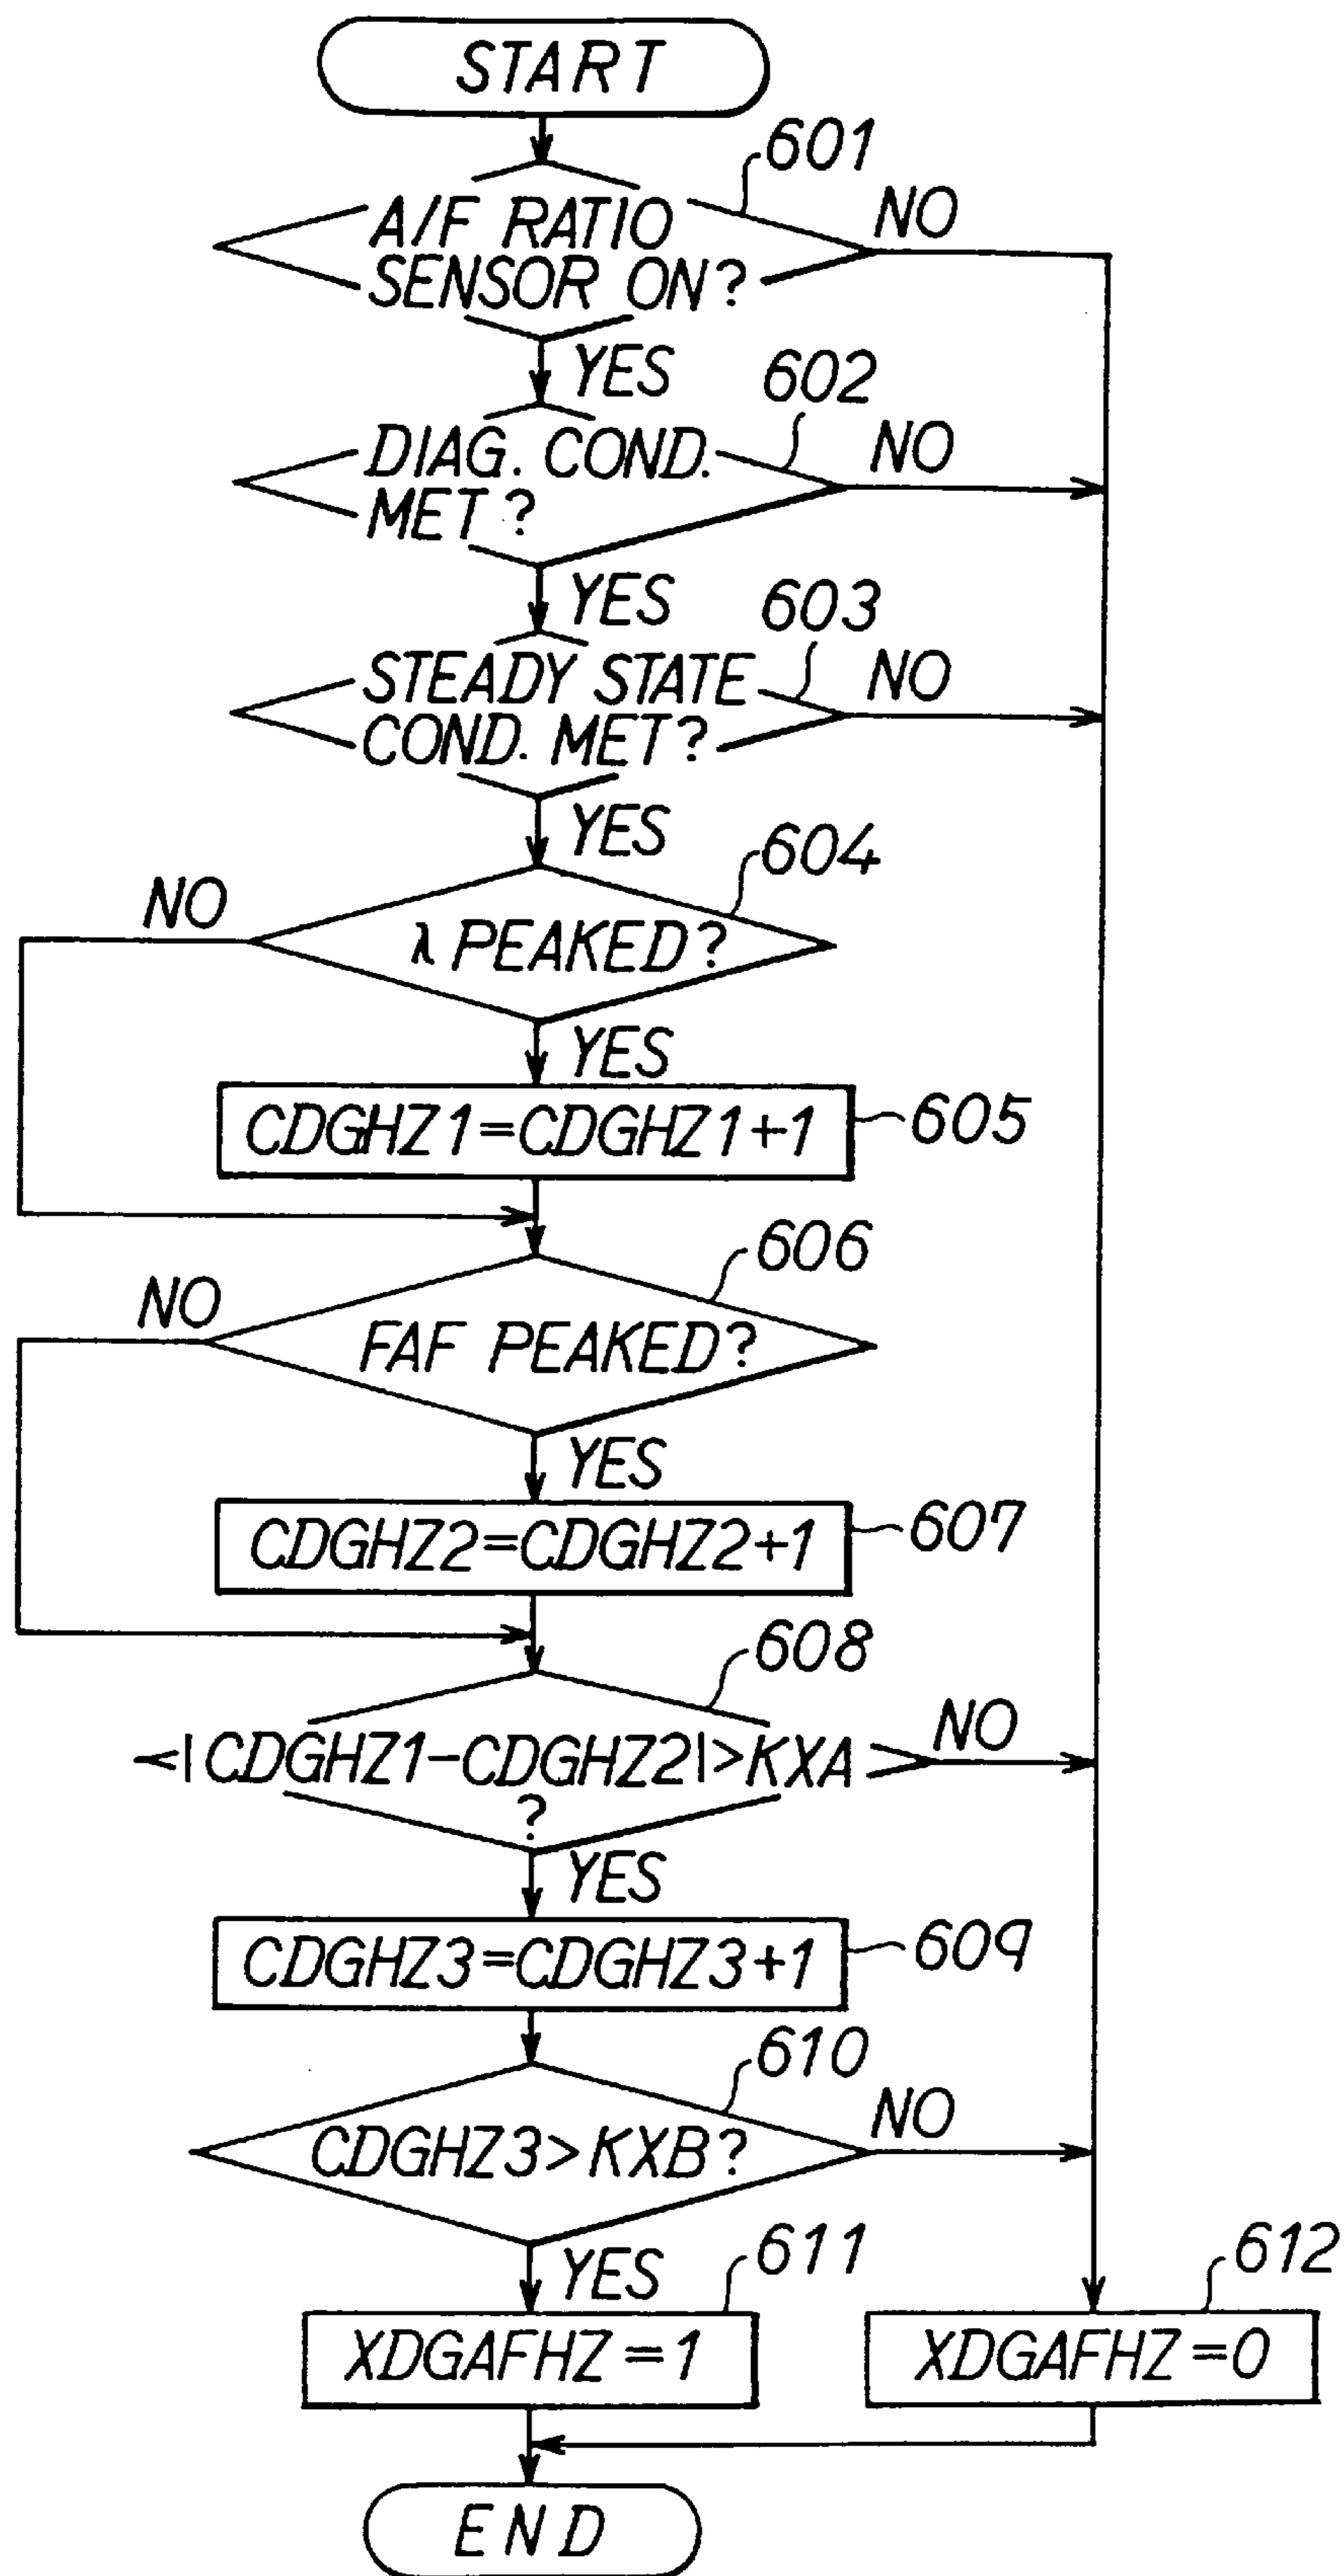 START
601
A/F RATIO
SENSOR ON?
NO
YES
602
DIAG. COND.
MET?
NO
YES
603
STEADY STATE
COND. MET?
NO
YES
604
NO
λ PEAKED?
YES
CDGHZ1=CDGHZ1+1
605
606
NO
FAF PEAKED?
YES
CDGHZ2=CDGHZ2+1
607
608
|CDGHZ1-CDGHZ2|>KXA
?
NO
YES
CDGHZ3=CDGHZ3+1
609
610
CDGHZ3>KXB?
NO
YES
611
612
XDGAFHZ=1
XDGAFHZ=0
END